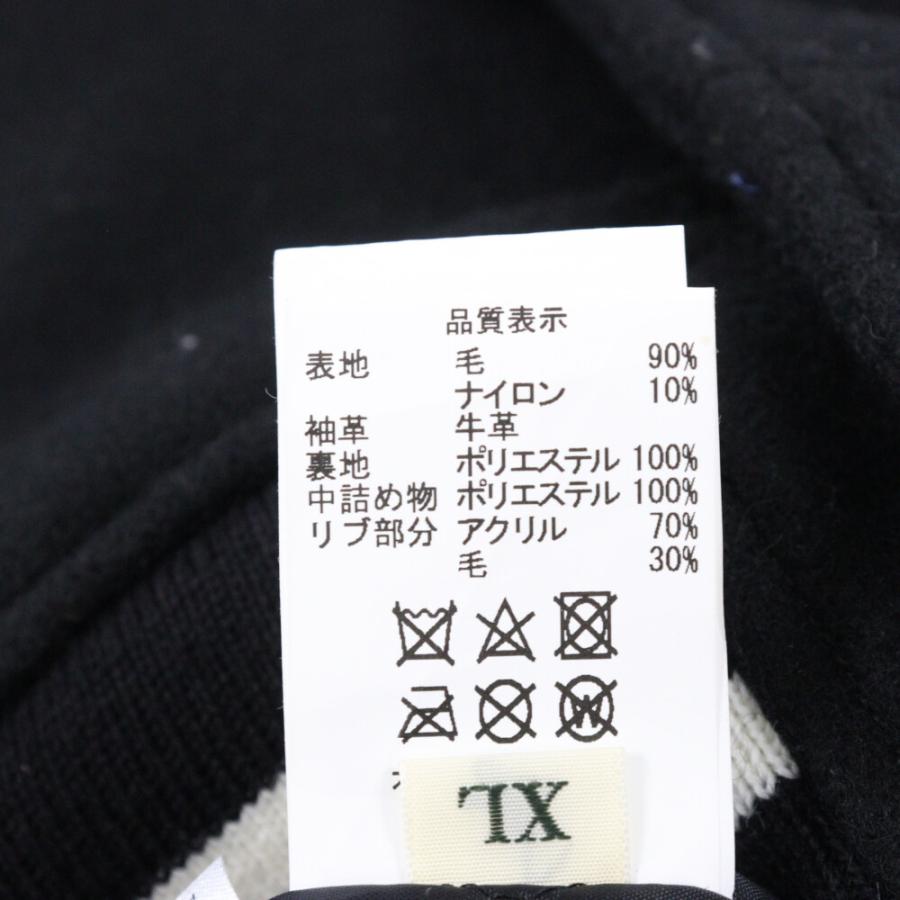 品質表示
表地 毛 90%
ナイロン 10%
袖革 牛革
裏地 ポリエステル 100%
中詰め物 ポリエステル 100%
リブ部分 アクリル 70%
毛 30%
W
XL